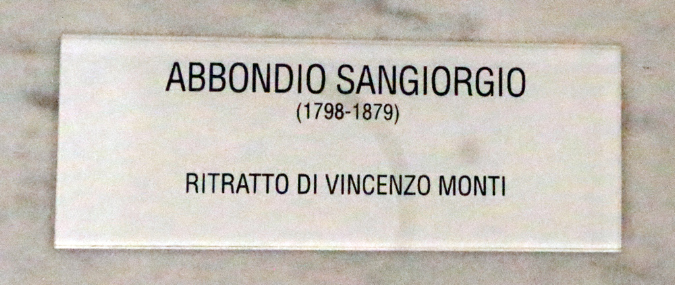 ABBONDIO SANGIORGIO
(1798-1879)
RITRATTO DI VINCENZO MONTI